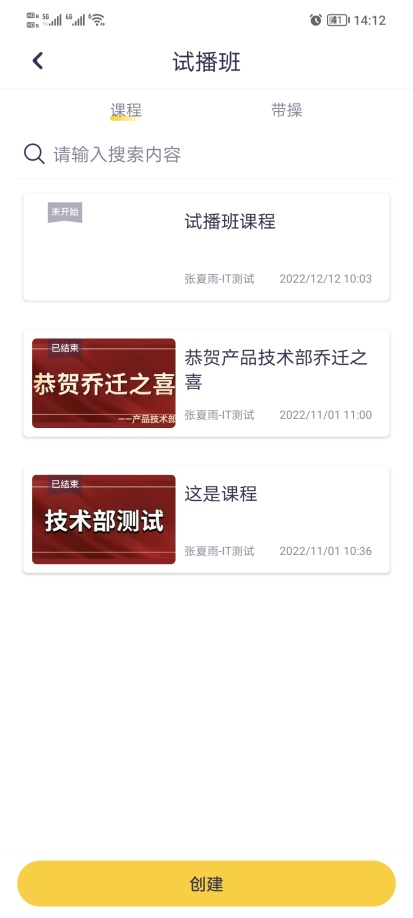 5G 4G 6 41 14:12
试播班
课程 带操
请输入搜索内容
未开始
试播班课程
张夏雨-IT测试 2022/12/12 10:03
已结束
恭贺乔迁之喜
——产品技术部
恭贺产品技术部乔迁之
喜
张夏雨-IT测试 2022/11/01 11:00
已结束
技术部测试
这是课程
张夏雨-IT测试 2022/11/01 10:36
创建